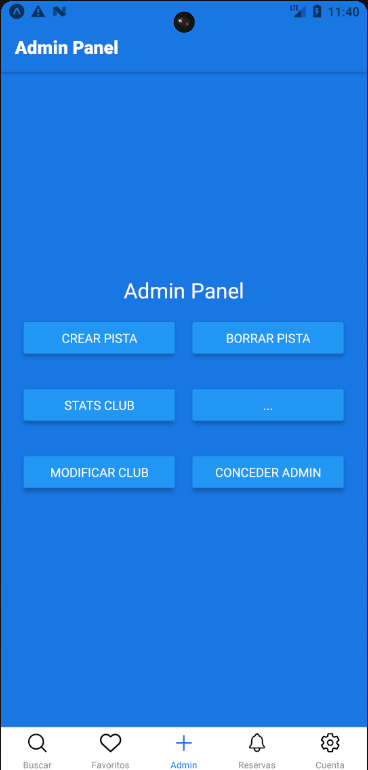 11:40
Admin Panel
Admin Panel
CREAR PISTA BORRAR PISTA
STATS CLUB ...
MODIFICAR CLUB CONCEDER ADMIN
Buscar Favoritos Admin Reservas Cuenta